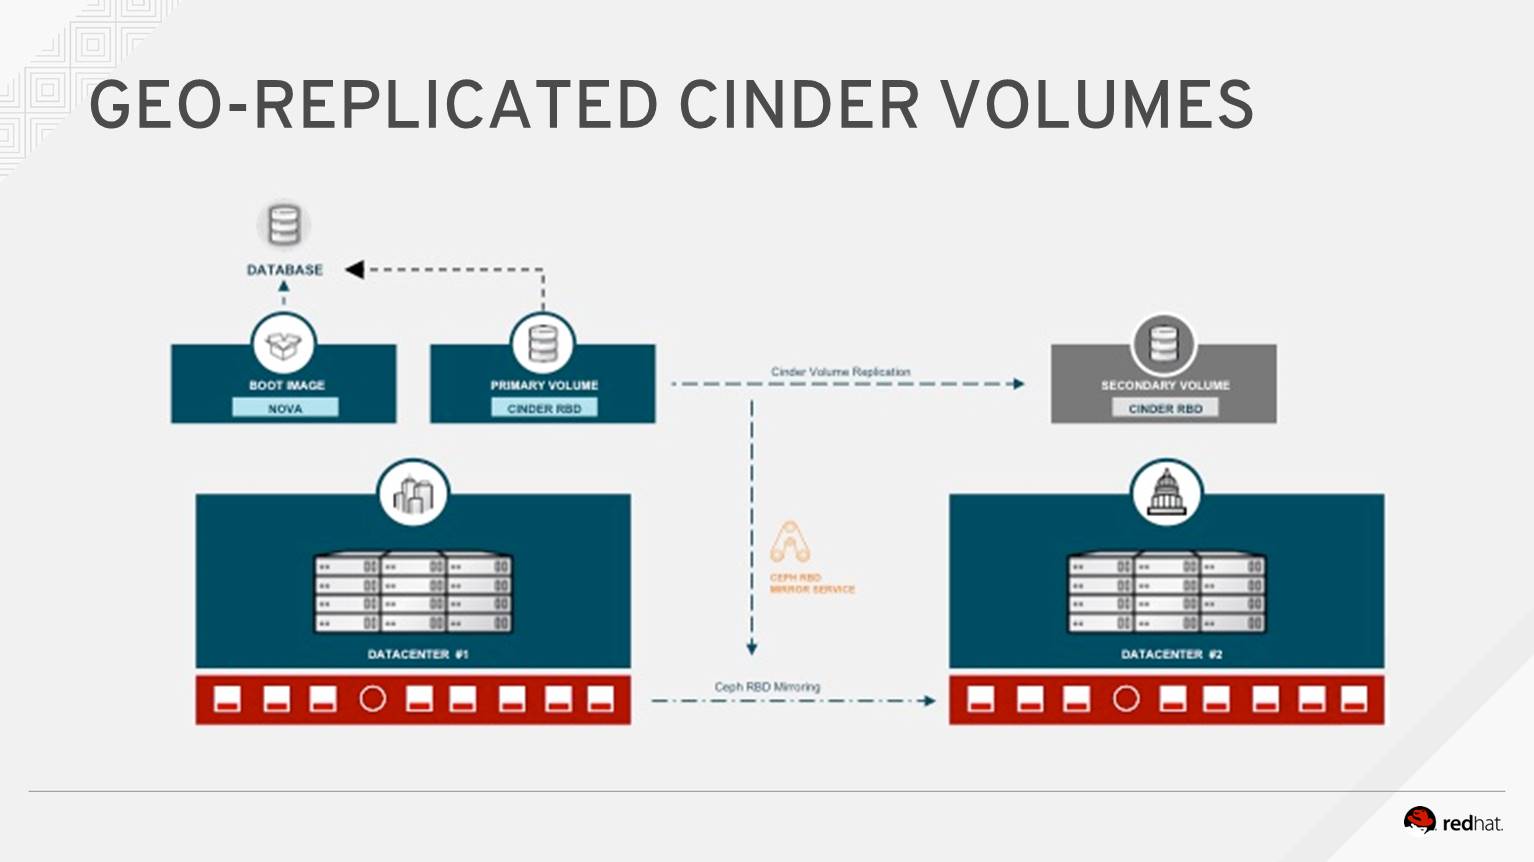 GEO-REPLICATED CINDER VOLUMES
DATABASE
BOOT IMAGE
NOVA
PRIMARY VOLUME
CINDER RBD
Cinder Volume Replication
SECONDARY VOLUME
CINDER RBD
CEPH RBD
MIRROR SERVICE
DATACENTER #1
DATACENTER #2
Ceph RBD Mirroring
redhat.